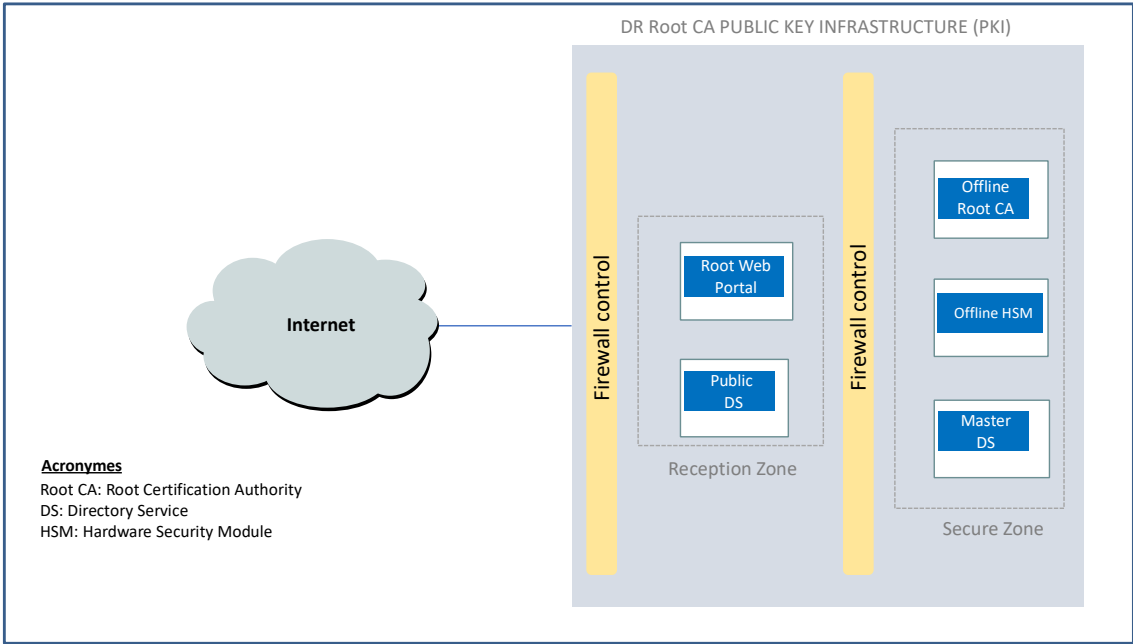 DR Root CA PUBLIC KEY INFRASTRUCTURE (PKI)
Internet
Firewall control
Root Web
Portal
Public
DS
Reception Zone
Firewall control
Offline
Root CA
Offline HSM
Master
DS
Secure Zone
Acronymes
Root CA: Root Certification Authority
DS: Directory Service
HSM: Hardware Security Module